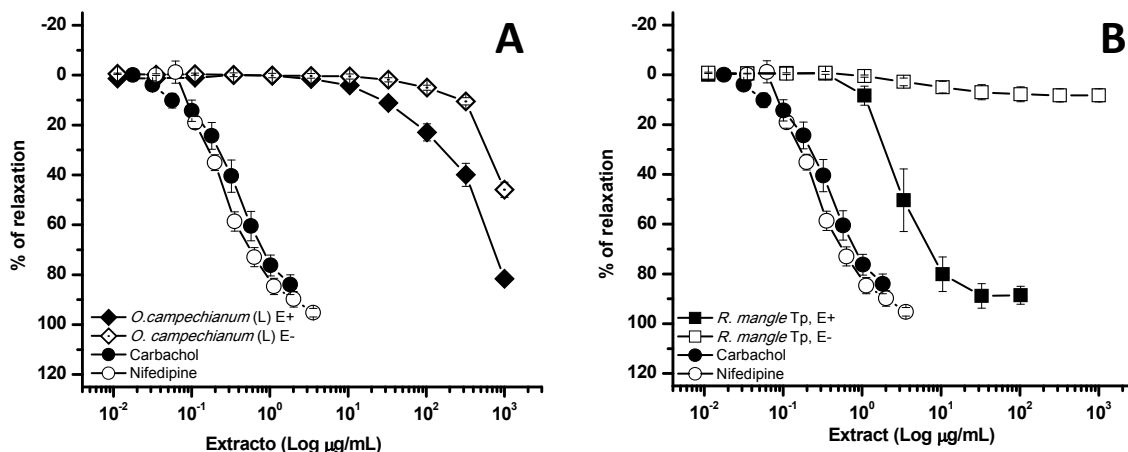 A
% of relaxation
-20
0
20
40
60
80
100
120
O.campechianum (L) E+
O. campechianum (L) E-
Carbachol
Nifedipine
10⁻² 10⁻¹ 10⁰ 10¹ 10² 10³
Extracto (Log µg/mL)
B
% of relaxation
-20
0
20
40
60
80
100
120
R. mangle Tp, E+
R. mangle Tp, E-
Carbachol
Nifedipine
10⁻² 10⁻¹ 10⁰ 10¹ 10² 10³
Extract (Log µg/mL)